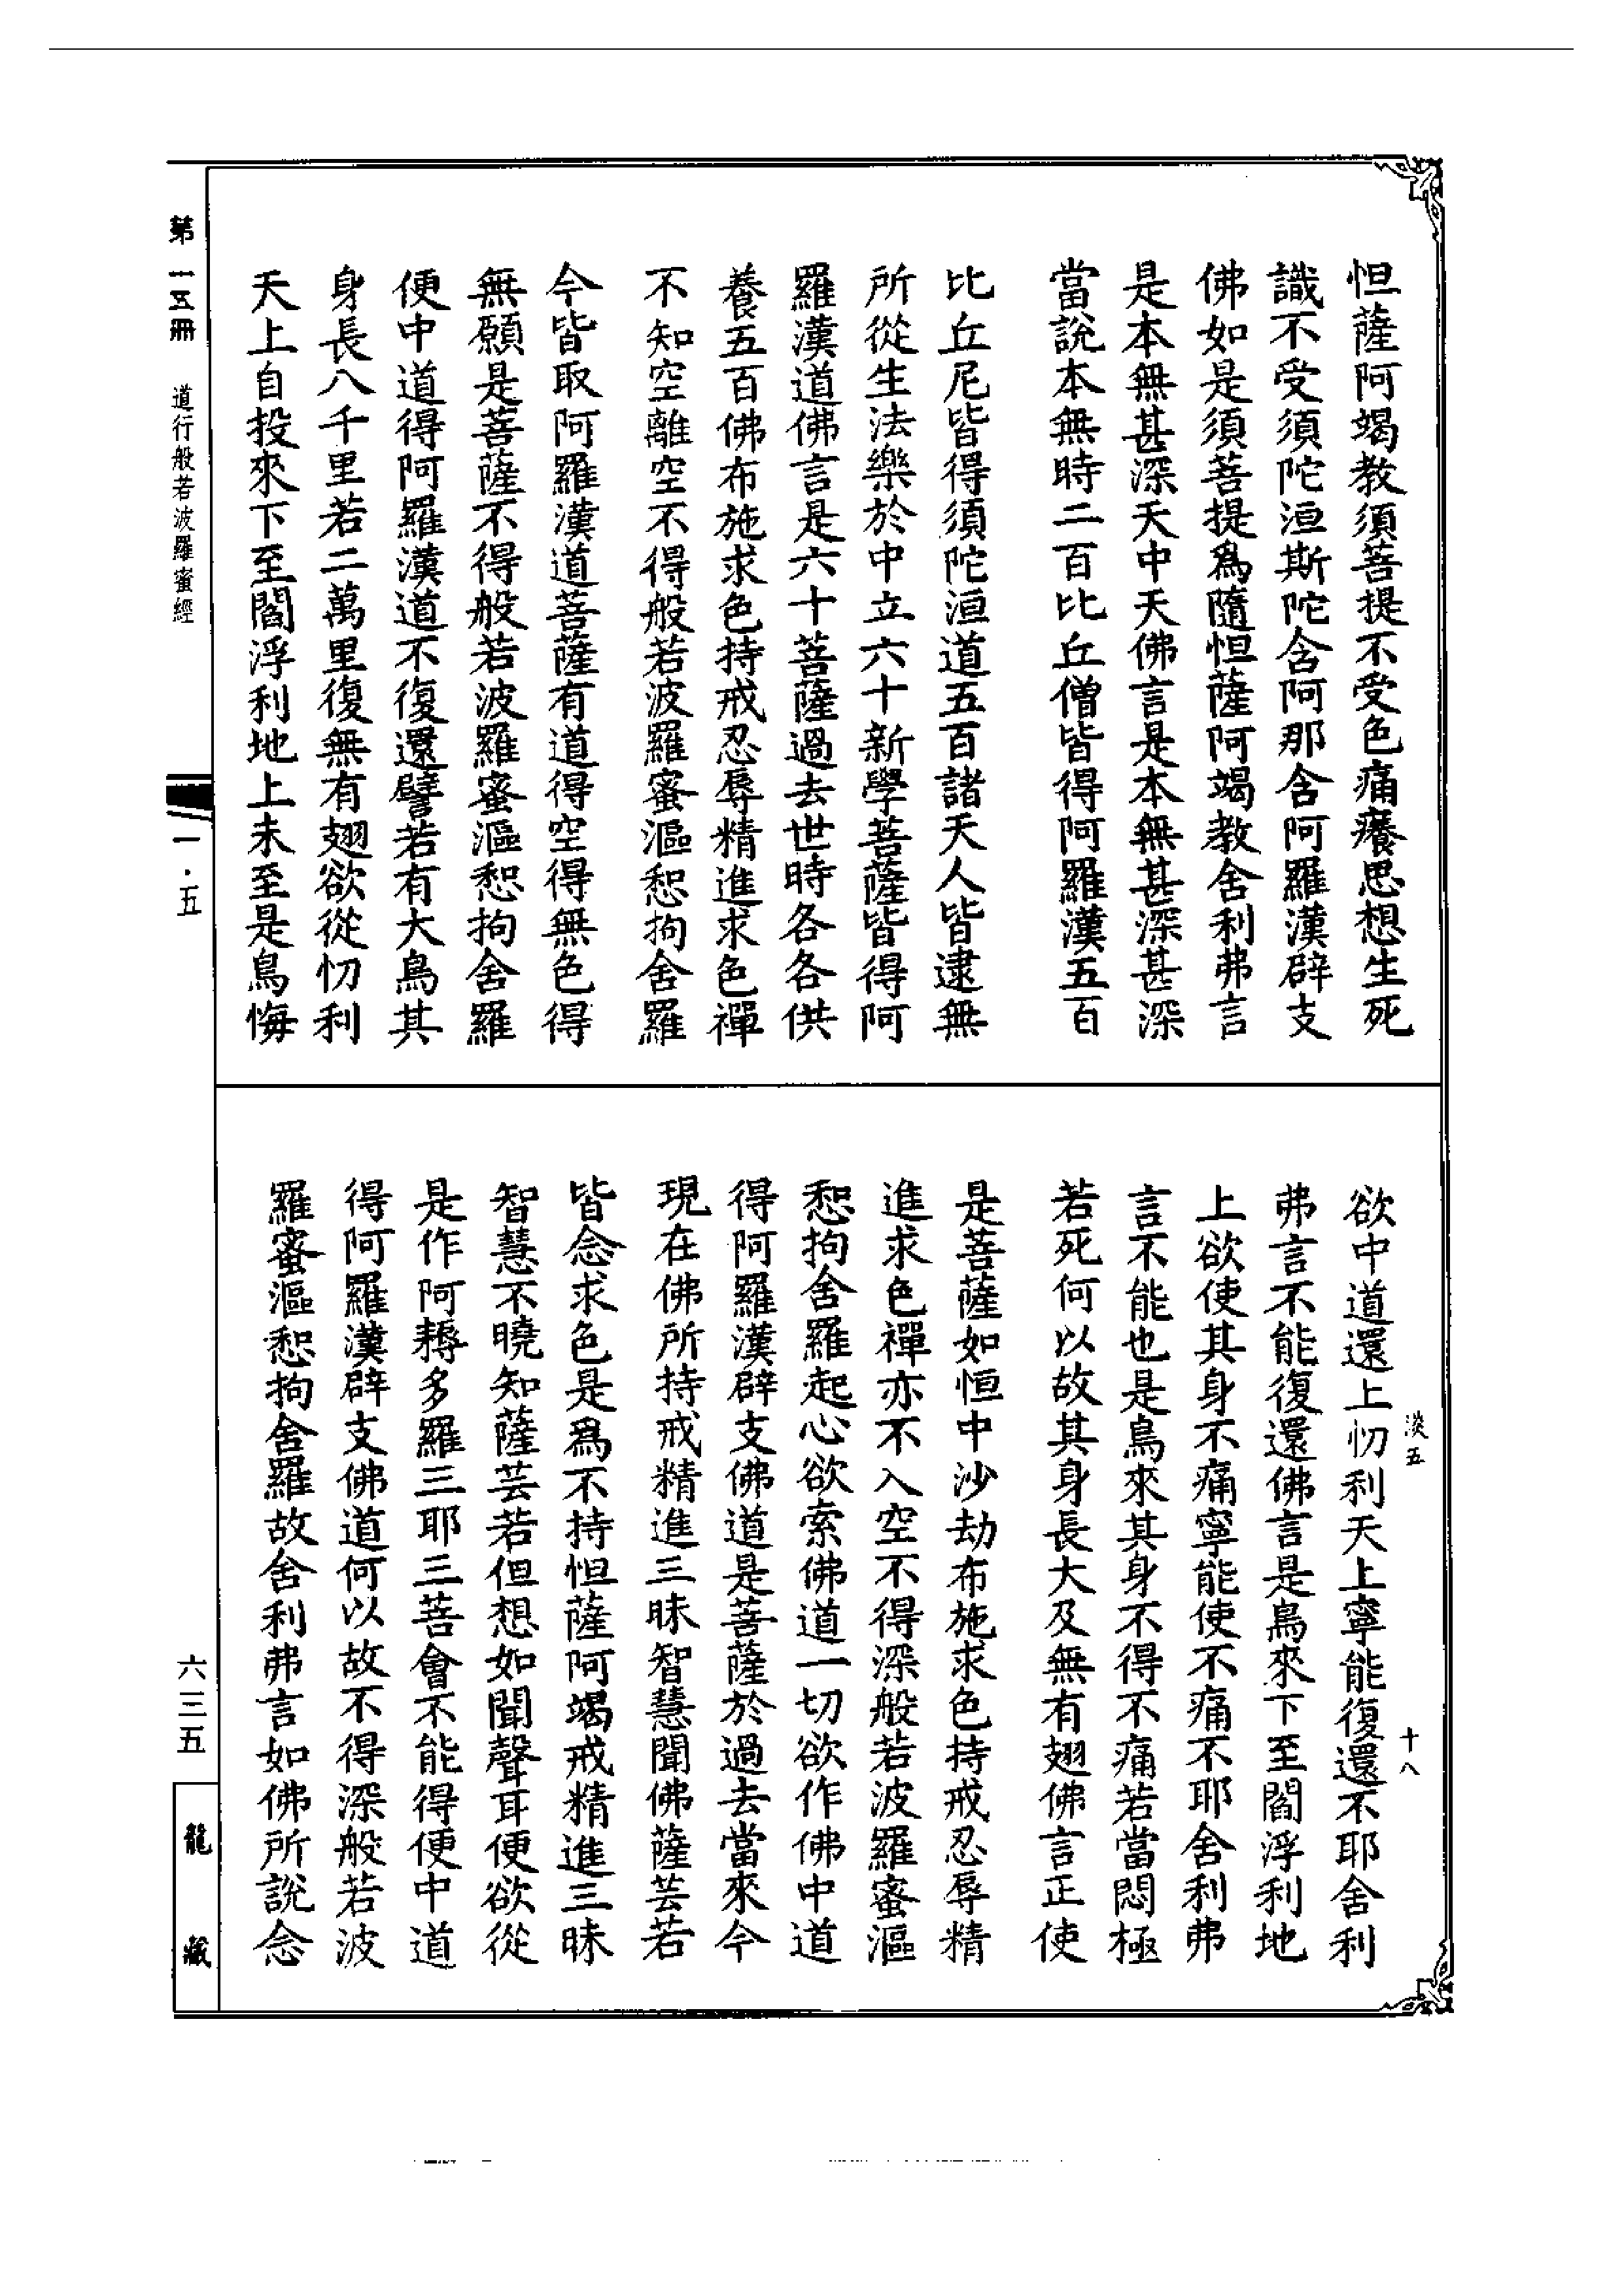 怛薩阿竭教須菩提不受色痛癢思想生死
識不受須陀洹斯陀含阿那含阿羅漢辟支
佛如是須菩提爲隨怛薩阿竭教舍利弗言
是本無甚深天中天佛言是本無甚深甚深
當說本無時二百比丘僧皆得阿羅漢五百
比丘尼皆得須陀洹道五百諸天人皆逮無
所從生法樂於中立六十新學菩薩皆得阿
羅漢道佛言是六十菩薩過去世時各各供
養五百佛布施求色持戒忍辱精進求色禪
不知空離空不得般若波羅蜜漚惒拘舍羅
今皆取阿羅漢道菩薩有道得空得無色得
無願是菩薩不得般若波羅蜜漚惒拘舍羅
便中道得阿羅漢道不復還譬若有大鳥其
身長八千里若二萬里復無有翅欲從忉利
天上自投來下至閻浮利地上未至是鳥悔
第一五冊 道行般若波羅蜜經 一·五
淡五 十八
欲中道還上忉利天上寧能復還不耶舍利
弗言不能復還佛言是鳥來下至閻浮利地
上欲使其身不痛寧能使不痛不耶舍利弗
言不能也是鳥來其身不得不痛若當悶極
若死何以故其身長大及無有翅佛言正使
是菩薩如恒中沙劫布施求色持戒忍辱精
進求色禪亦不入空不得深般若波羅蜜漚
惒拘舍羅起心欲索佛道一切欲作佛中道
得阿羅漢辟支佛道是菩薩於過去當來今
現在佛所持戒精進三昧智慧聞佛薩芸若
皆念求色是爲不持怛薩阿竭戒精進三昧
智慧不曉知薩芸若但想如聞聲耳便欲從
是作阿耨多羅三耶三菩會不能得便中道
得阿羅漢辟支佛道何以故不得深般若波
羅蜜漚惒拘舍羅故舍利弗言如佛所說念
六三五
龍藏